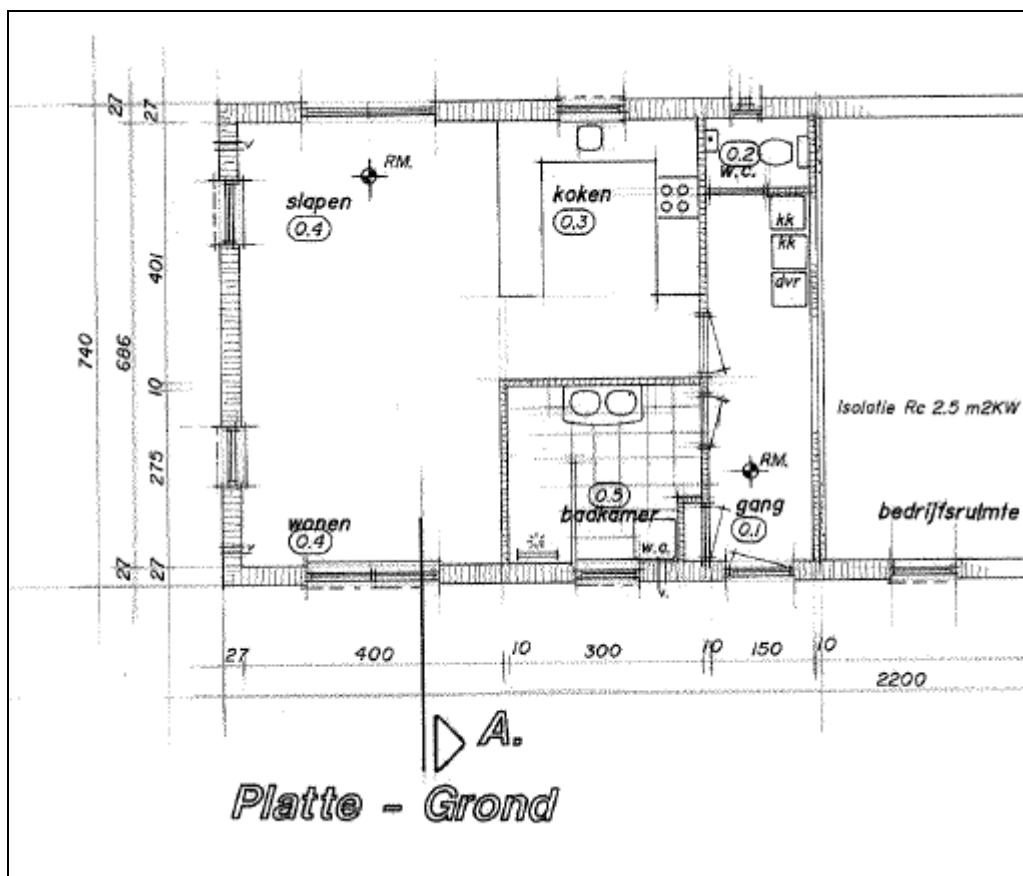 27
27
RM.
slapen
0.4
koken
0.3
0.2
w.c.
kk
kk
dvr
740
686
401
10
275
27
27
Isolatie Rc 2.5 m2KW
RM.
wonen
0.4
0.5
badkamer
w.a.
gang
0.1
bedrijfsruimte
v.
27
400
10
300
10
150
10
2200
A.
Platte - Grond